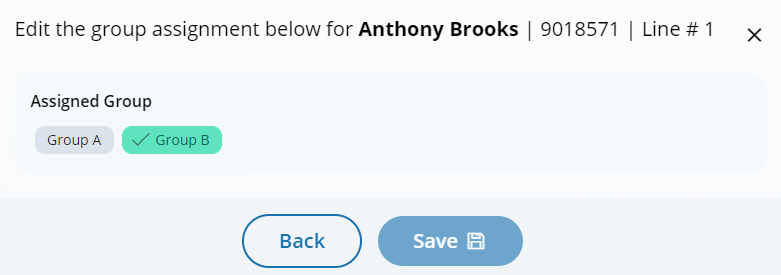 Edit the group assignment below for Anthony Brooks | 9018571 | Line # 1
Assigned Group
Group A Group B
Back Save